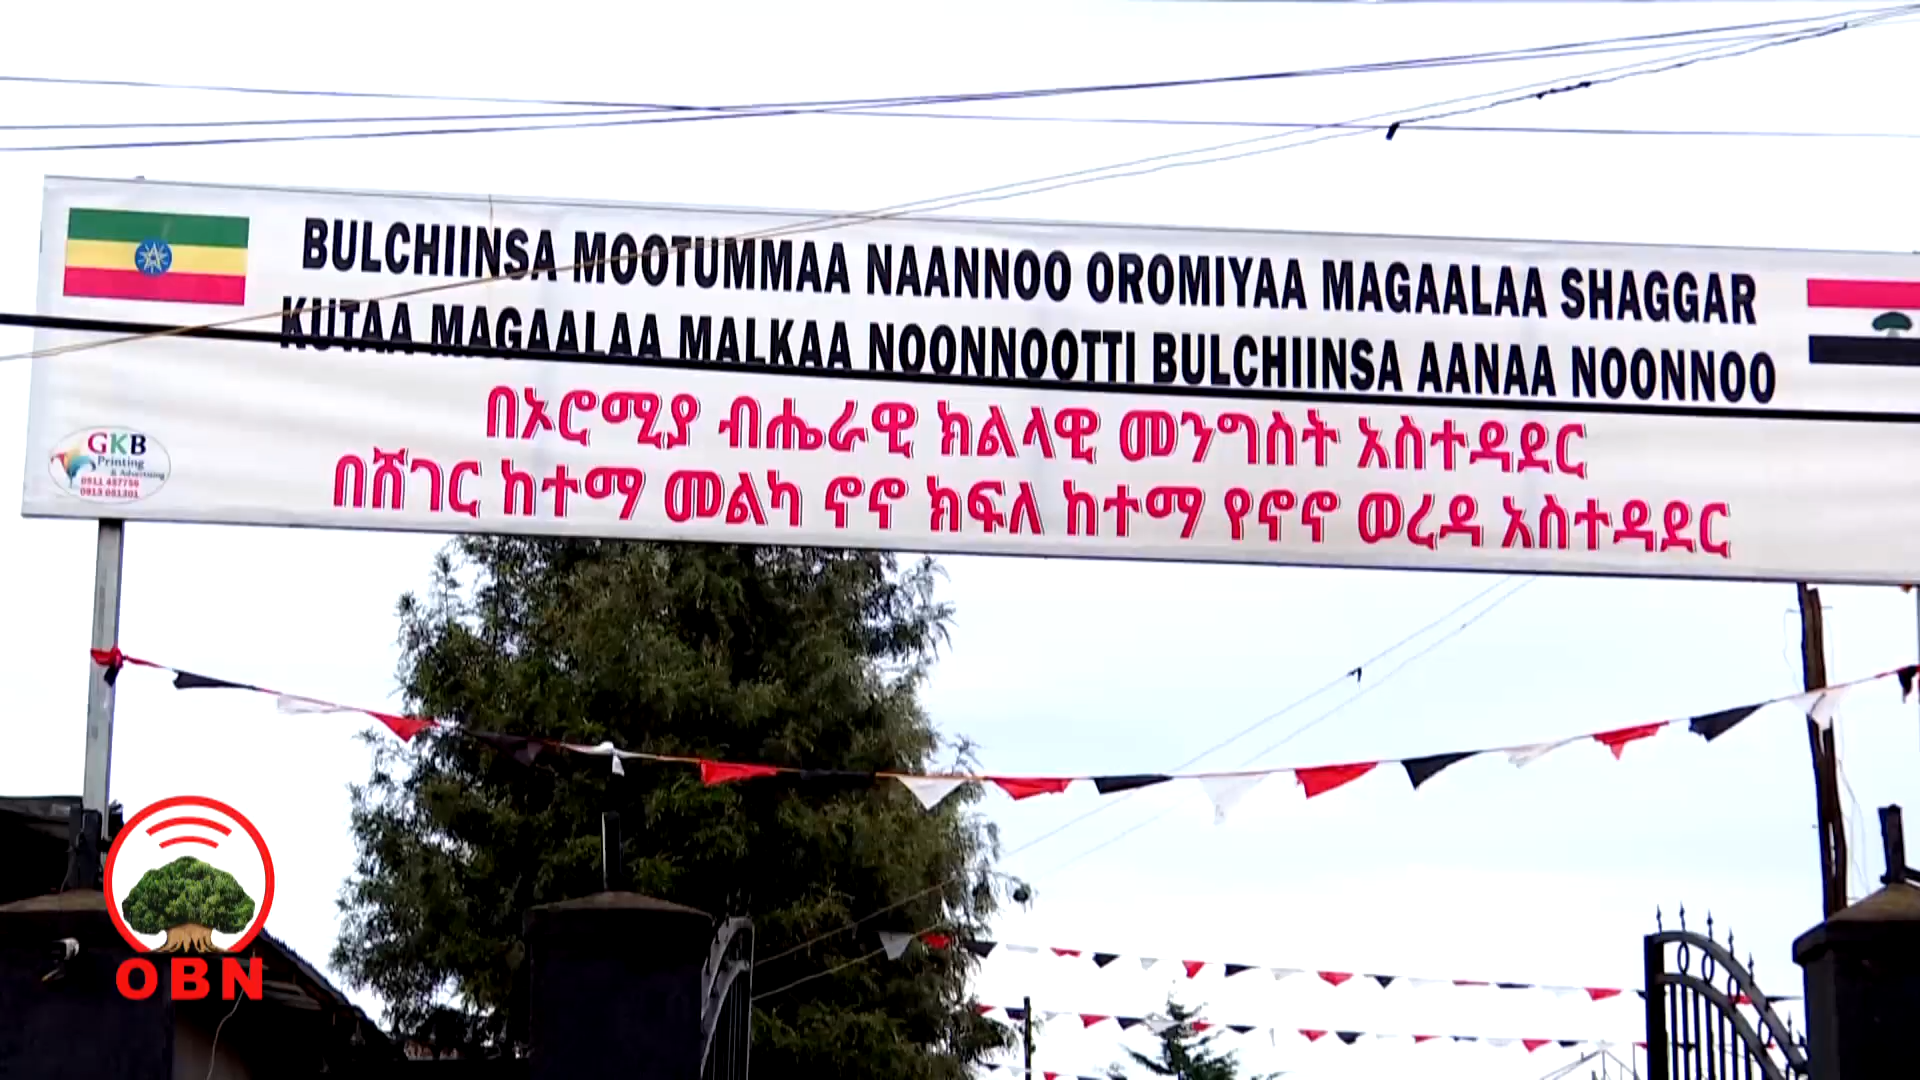 BULCHIINSA MOOTUMMAA NAANNOO OROMIYAA MAGAALAA SHAGGAR
KUTAA MAGAALAA MALKAA NOONNOOTTI BULCHIINSA AANAA NOONNOO
በኦሮሚያ ብሔራዊ ክልላዊ መንግስት አስተዳደር
በሸገር ከተማ መልካ ኖኖ ክፍለ ከተማ የኖኖ ወረዳ አስተዳደር
GKB
Printing
& Advertising
OBN